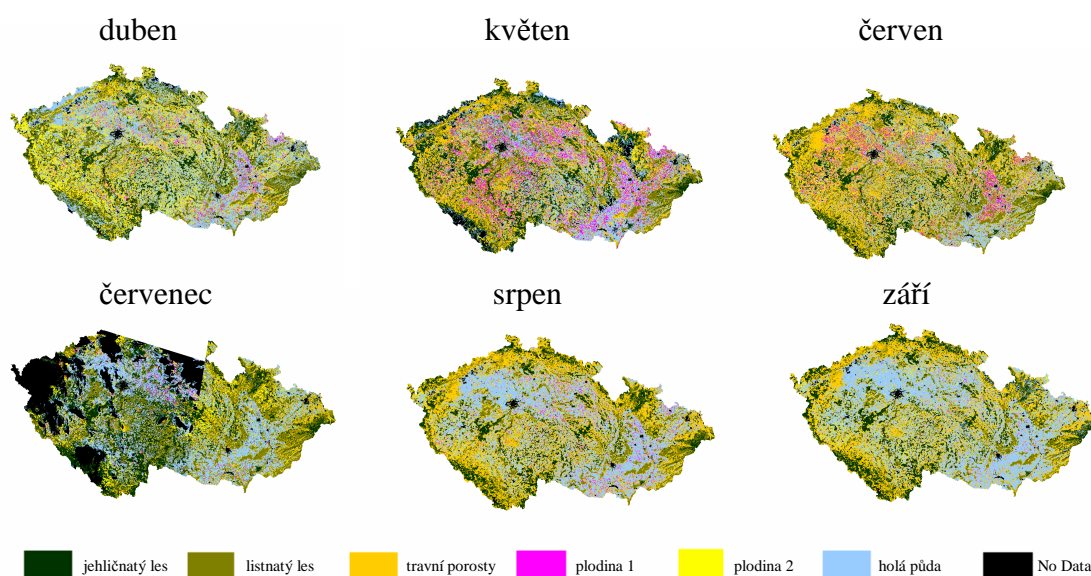 duben květen červen
červenec srpen září
jehličnatý les listnatý les travní porosty plodina 1 plodina 2 holá půda No Data